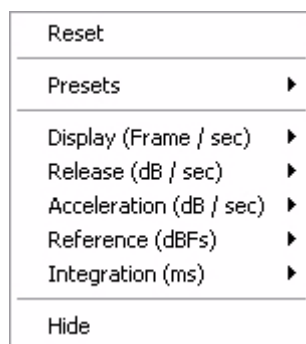 Reset
Presets
Display (Frame / sec)
Release (dB / sec)
Acceleration (dB / sec)
Reference (dBFs)
Integration (ms)
Hide